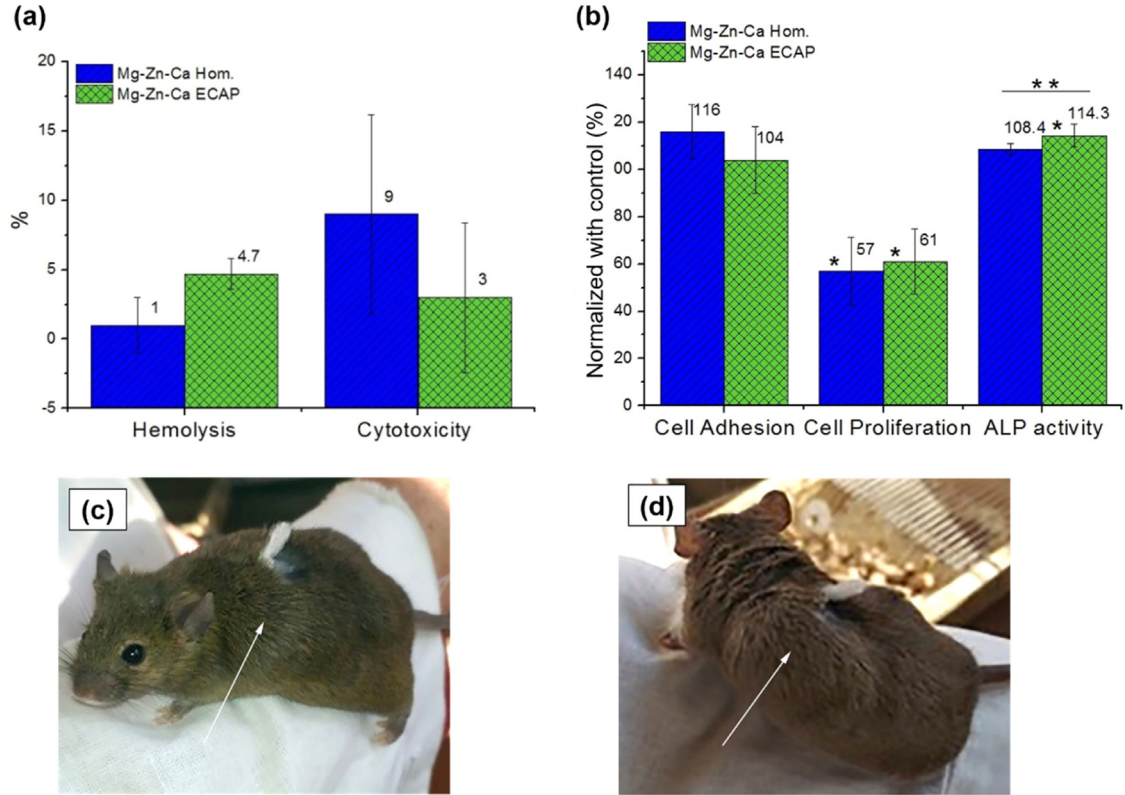 (a)
Mg-Zn-Ca Hom.
Mg-Zn-Ca ECAP
20
15
10
5
0
-5
%
1
4.7
9
3
Hemolysis
Cytotoxicity
(b)
Mg-Zn-Ca Hom.
Mg-Zn-Ca ECAP
140
20
00
80
60
40
20
0
Normalized with control (%)
116
104
* 57
* 61
* *
108.4
* 114.3
Cell Adhesion Cell Proliferation ALP activity
(c)
(d)